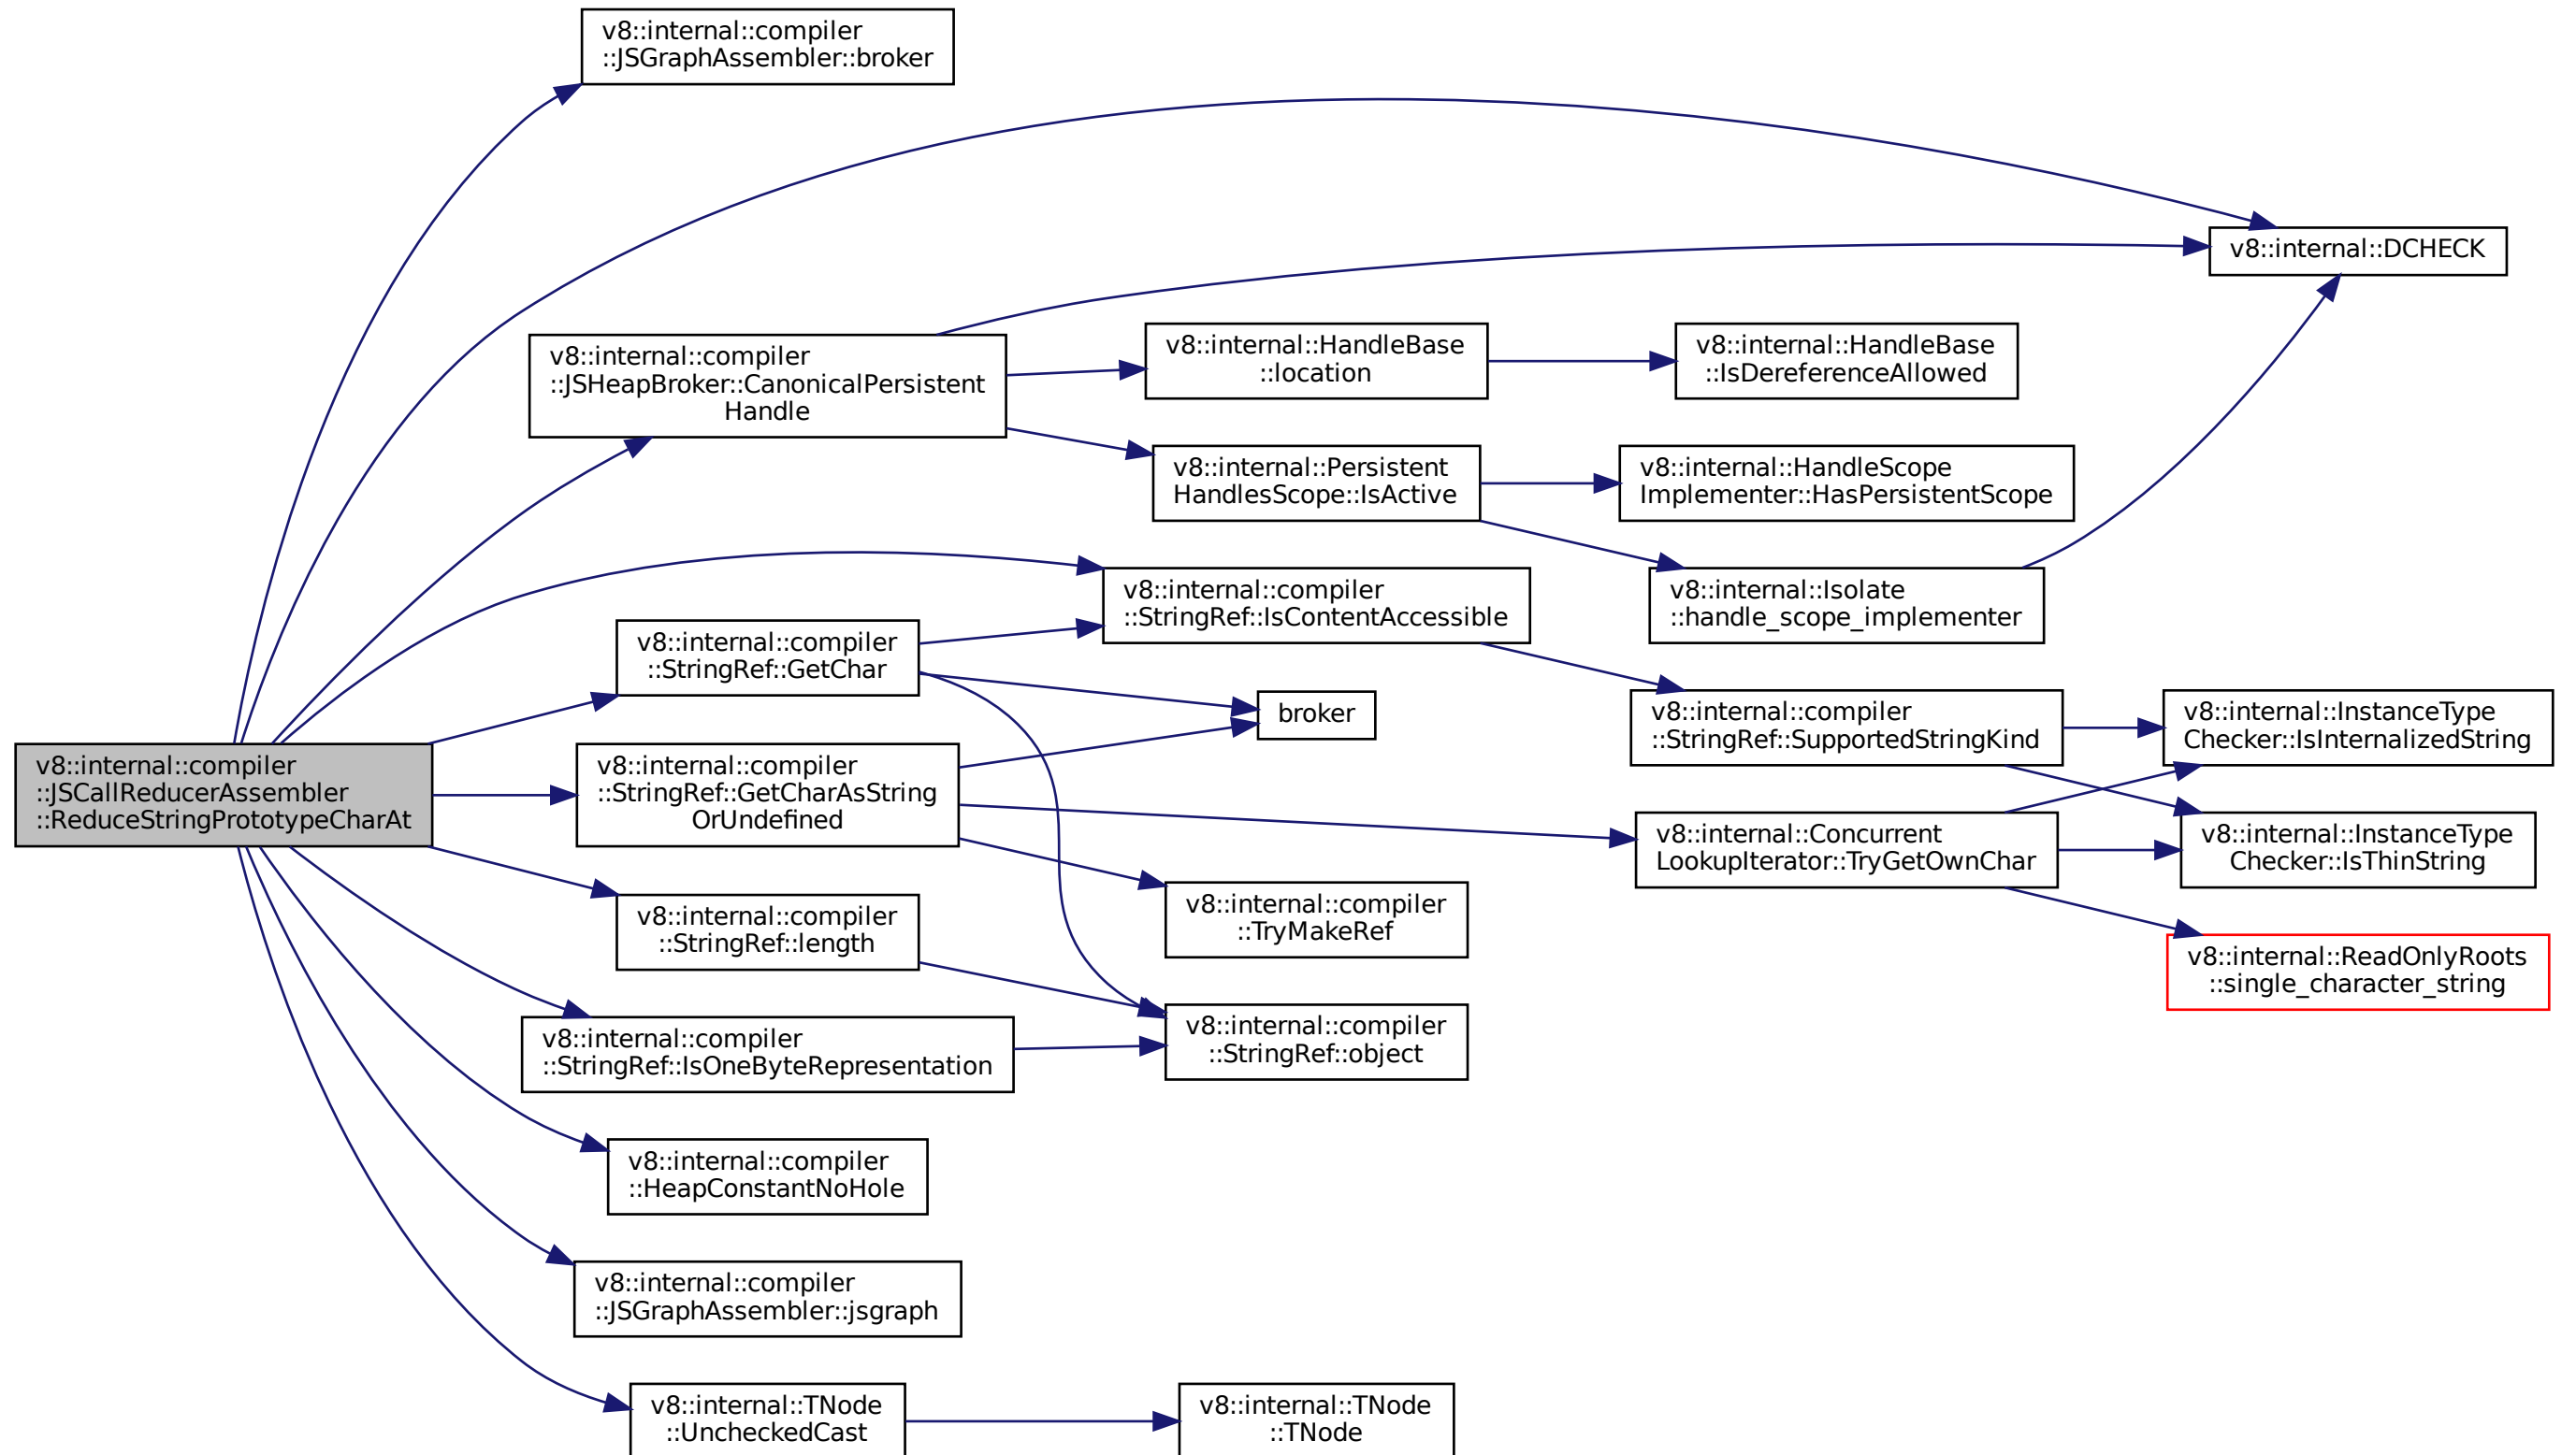 v8::internal::compiler
::JSGraphAssembler::broker
v8::internal::DCHECK
v8::internal::compiler
::JSHeapBroker::CanonicalPersistent
Handle
v8::internal::HandleBase
::location
v8::internal::HandleBase
::IsDereferenceAllowed
v8::internal::Persistent
HandlesScope::IsActive
v8::internal::HandleScope
Implementer::HasPersistentScope
v8::internal::compiler
::StringRef::IsContentAccessible
v8::internal::Isolate
::handle_scope_implementer
v8::internal::compiler
::StringRef::GetChar
broker
v8::internal::compiler
::StringRef::SupportedStringKind
v8::internal::InstanceType
Checker::IsInternalizedString
v8::internal::compiler
::JSCallReducerAssembler
::ReduceStringPrototypeCharAt
v8::internal::compiler
::StringRef::GetCharAsString
OrUndefined
v8::internal::Concurrent
LookupIterator::TryGetOwnChar
v8::internal::InstanceType
Checker::IsThinString
v8::internal::compiler
::StringRef::length
v8::internal::compiler
::TryMakeRef
v8::internal::ReadOnlyRoots
::single_character_string
v8::internal::compiler
::StringRef::IsOneByteRepresentation
v8::internal::compiler
::StringRef::object
v8::internal::compiler
::HeapConstantNoHole
v8::internal::compiler
::JSGraphAssembler::jsgraph
v8::internal::TNode
::UncheckedCast
v8::internal::TNode
::TNode